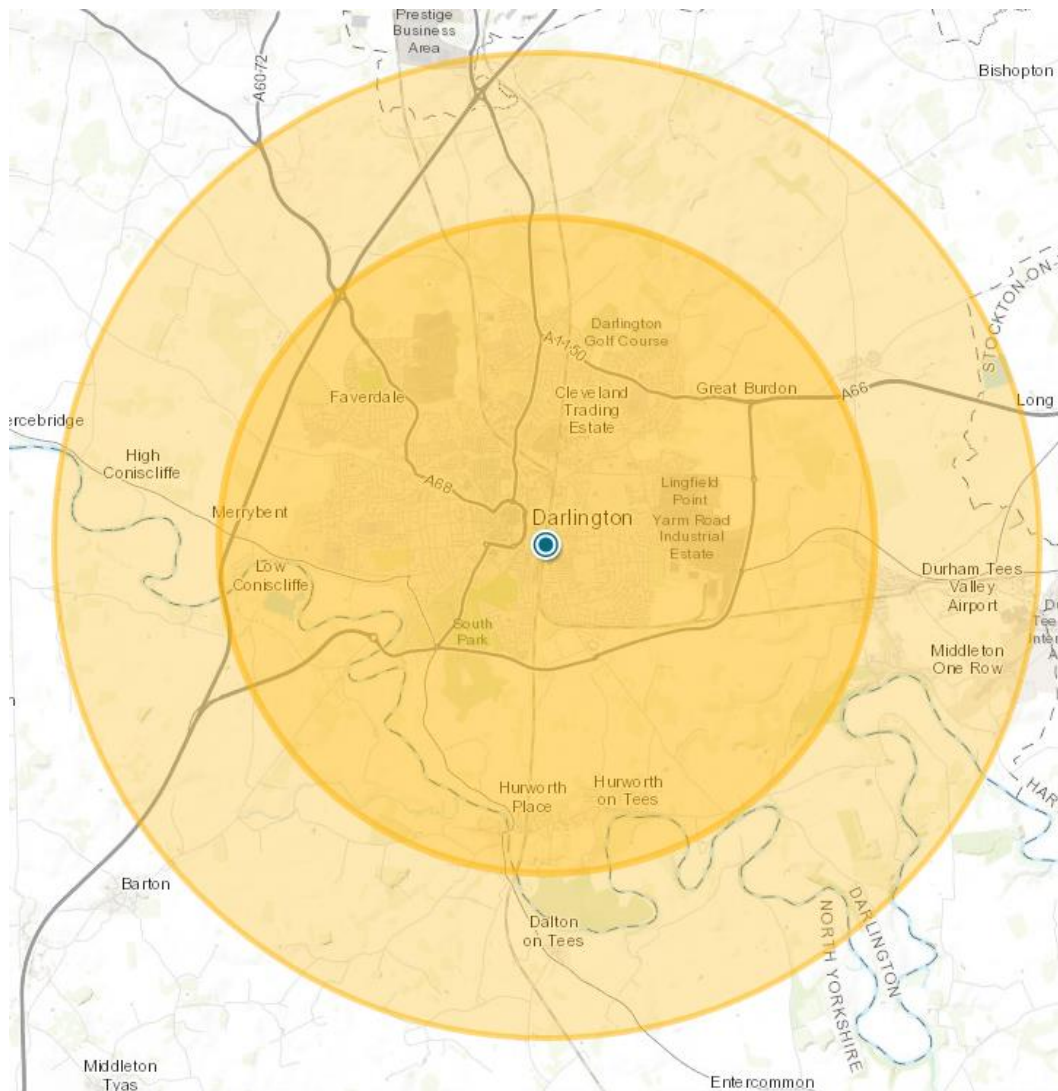 Prestige
Business
Area
Bishopton
A6072
STOCKTON-ON-
Darlington
Golf Course
A1150
Great Burdon
A66
Long
Faverdale
Cleveland
Trading
Estate
ercebridge
High
Coniscliffe
A68
Lingfield
Point
Merrybent
Darlington
Yarm Road
Industrial
Estate
Low
Coniscliffe
Durham Tees
Valley
Airport
South
Park
Middleton
One Row
Hurworth
Place
Hurworth
on Tees
HAR
Barton
Dalton
on Tees
DARLINGTON
NORTH YORKSHIRE
Middleton
Tyas
Entercommon